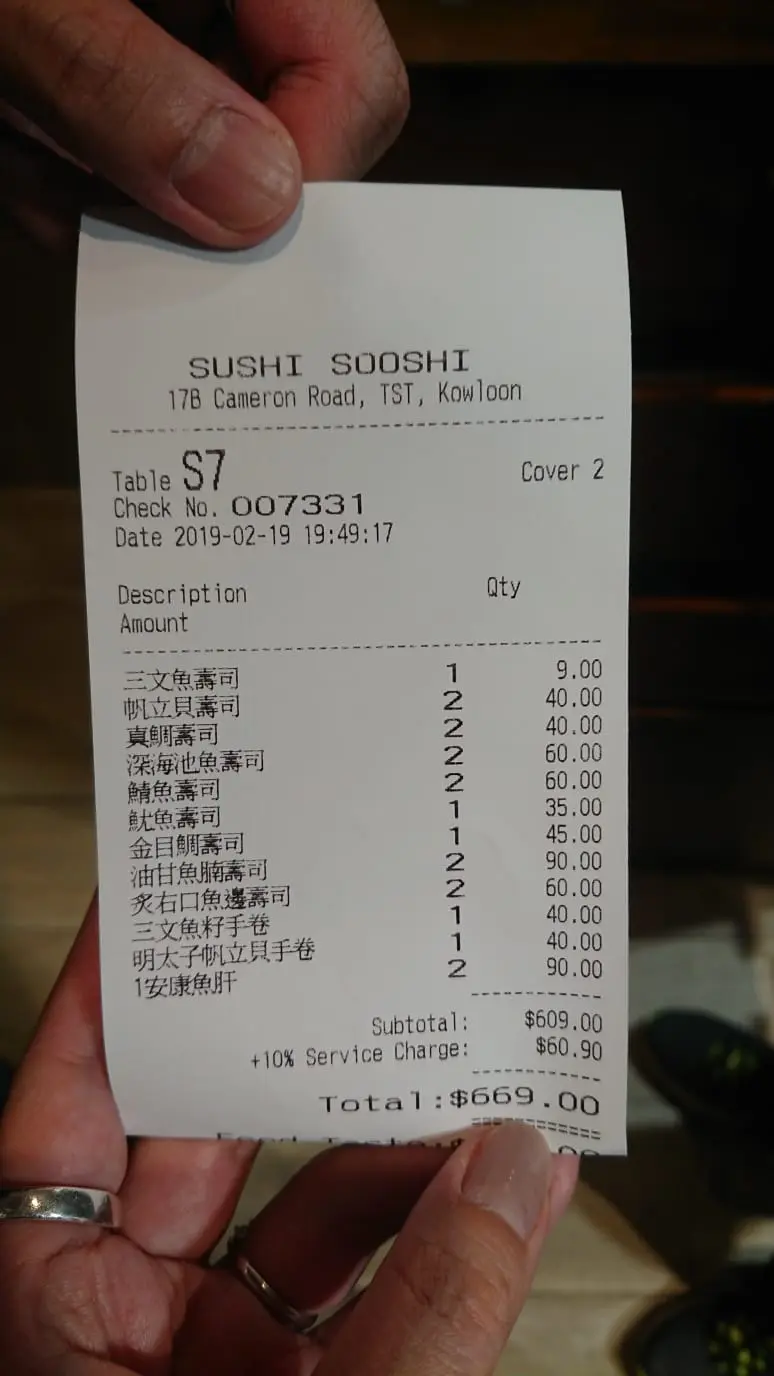 SUSHI SOOSHI
17B Cameron Road, TST, Kowloon
Table S7 Cover 2
Check No. 007331
Date 2019-02-19 19:49:17
Description Qty
Amount
三文魚壽司 1 9.00
帆立貝壽司 2 40.00
真鯛壽司 2 40.00
深海池魚壽司 2 60.00
鯖魚壽司 2 60.00
魷魚壽司 1 35.00
金目鯛壽司 1 45.00
油甘魚腩壽司 2 90.00
炙右口魚邊壽司 2 60.00
三文魚籽手卷 1 40.00
明太子帆立貝手卷 1 40.00
1安康魚肝 2 90.00
Subtotal: $609.00
+10% Service Charge: $60.90
Total:$669.00